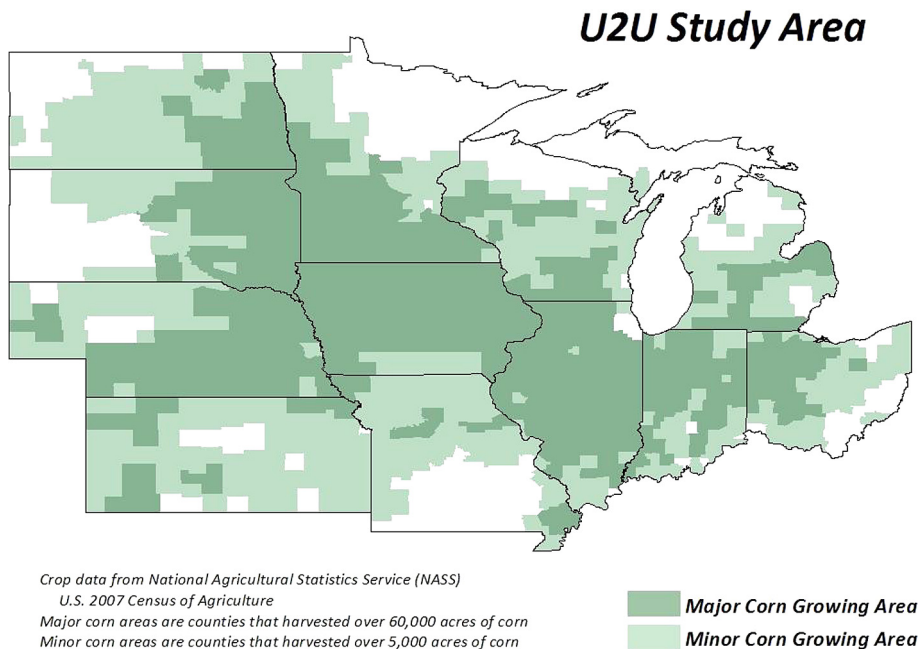 U2U Study Area
Crop data from National Agricultural Statistics Service (NASS)
U.S. 2007 Census of Agriculture
Major corn areas are counties that harvested over 60,000 acres of corn
Minor corn areas are counties that harvested over 5,000 acres of corn
Major Corn Growing Area
Minor Corn Growing Area